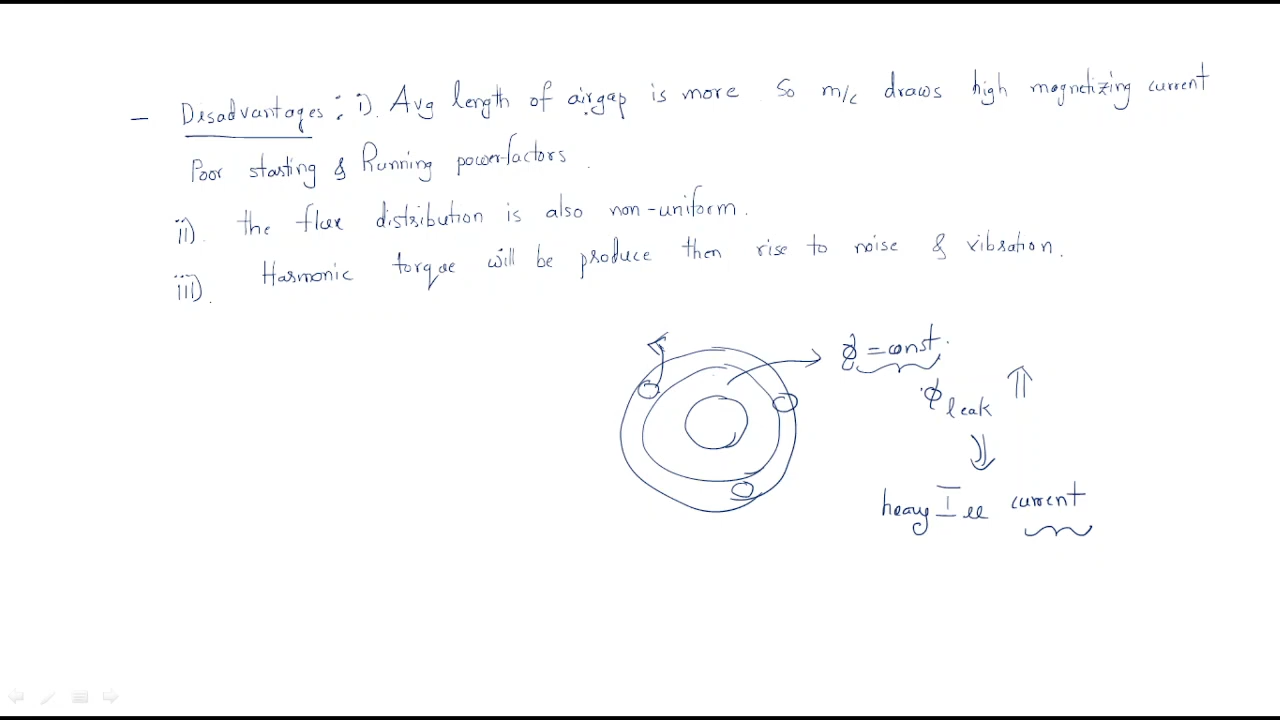 - Disadvantages : i). Avg length of airgap is more so m/c draws high magnetizing current
Poor starting & Running powerfactors.
ii). the flux distribution is also non-uniform.
iii). Harmonic torque will be produce then rise to noise & vibration.
ϕ = const.
ϕ leak ⇑
⇓
heavy I ll current